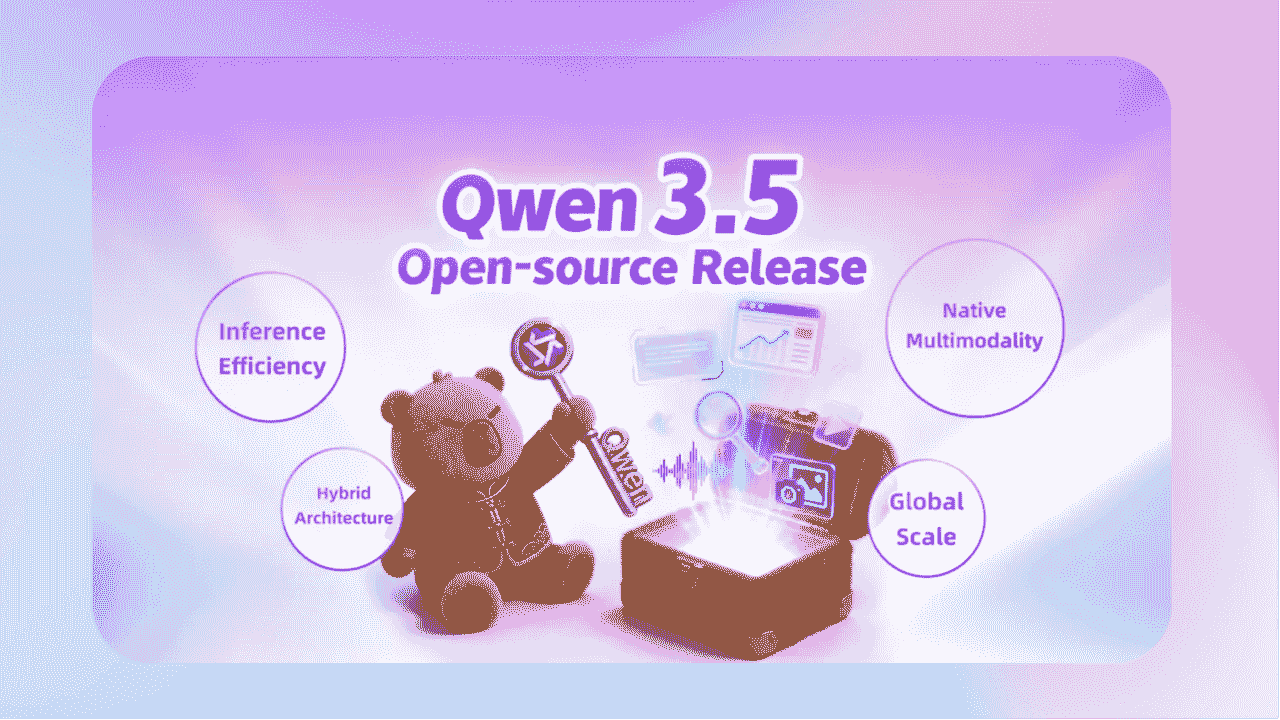 Qwen 3.5
Open-source Release
Inference
Efficiency
Native
Multimodality
Hybrid
Architecture
Qwen
Global
Scale